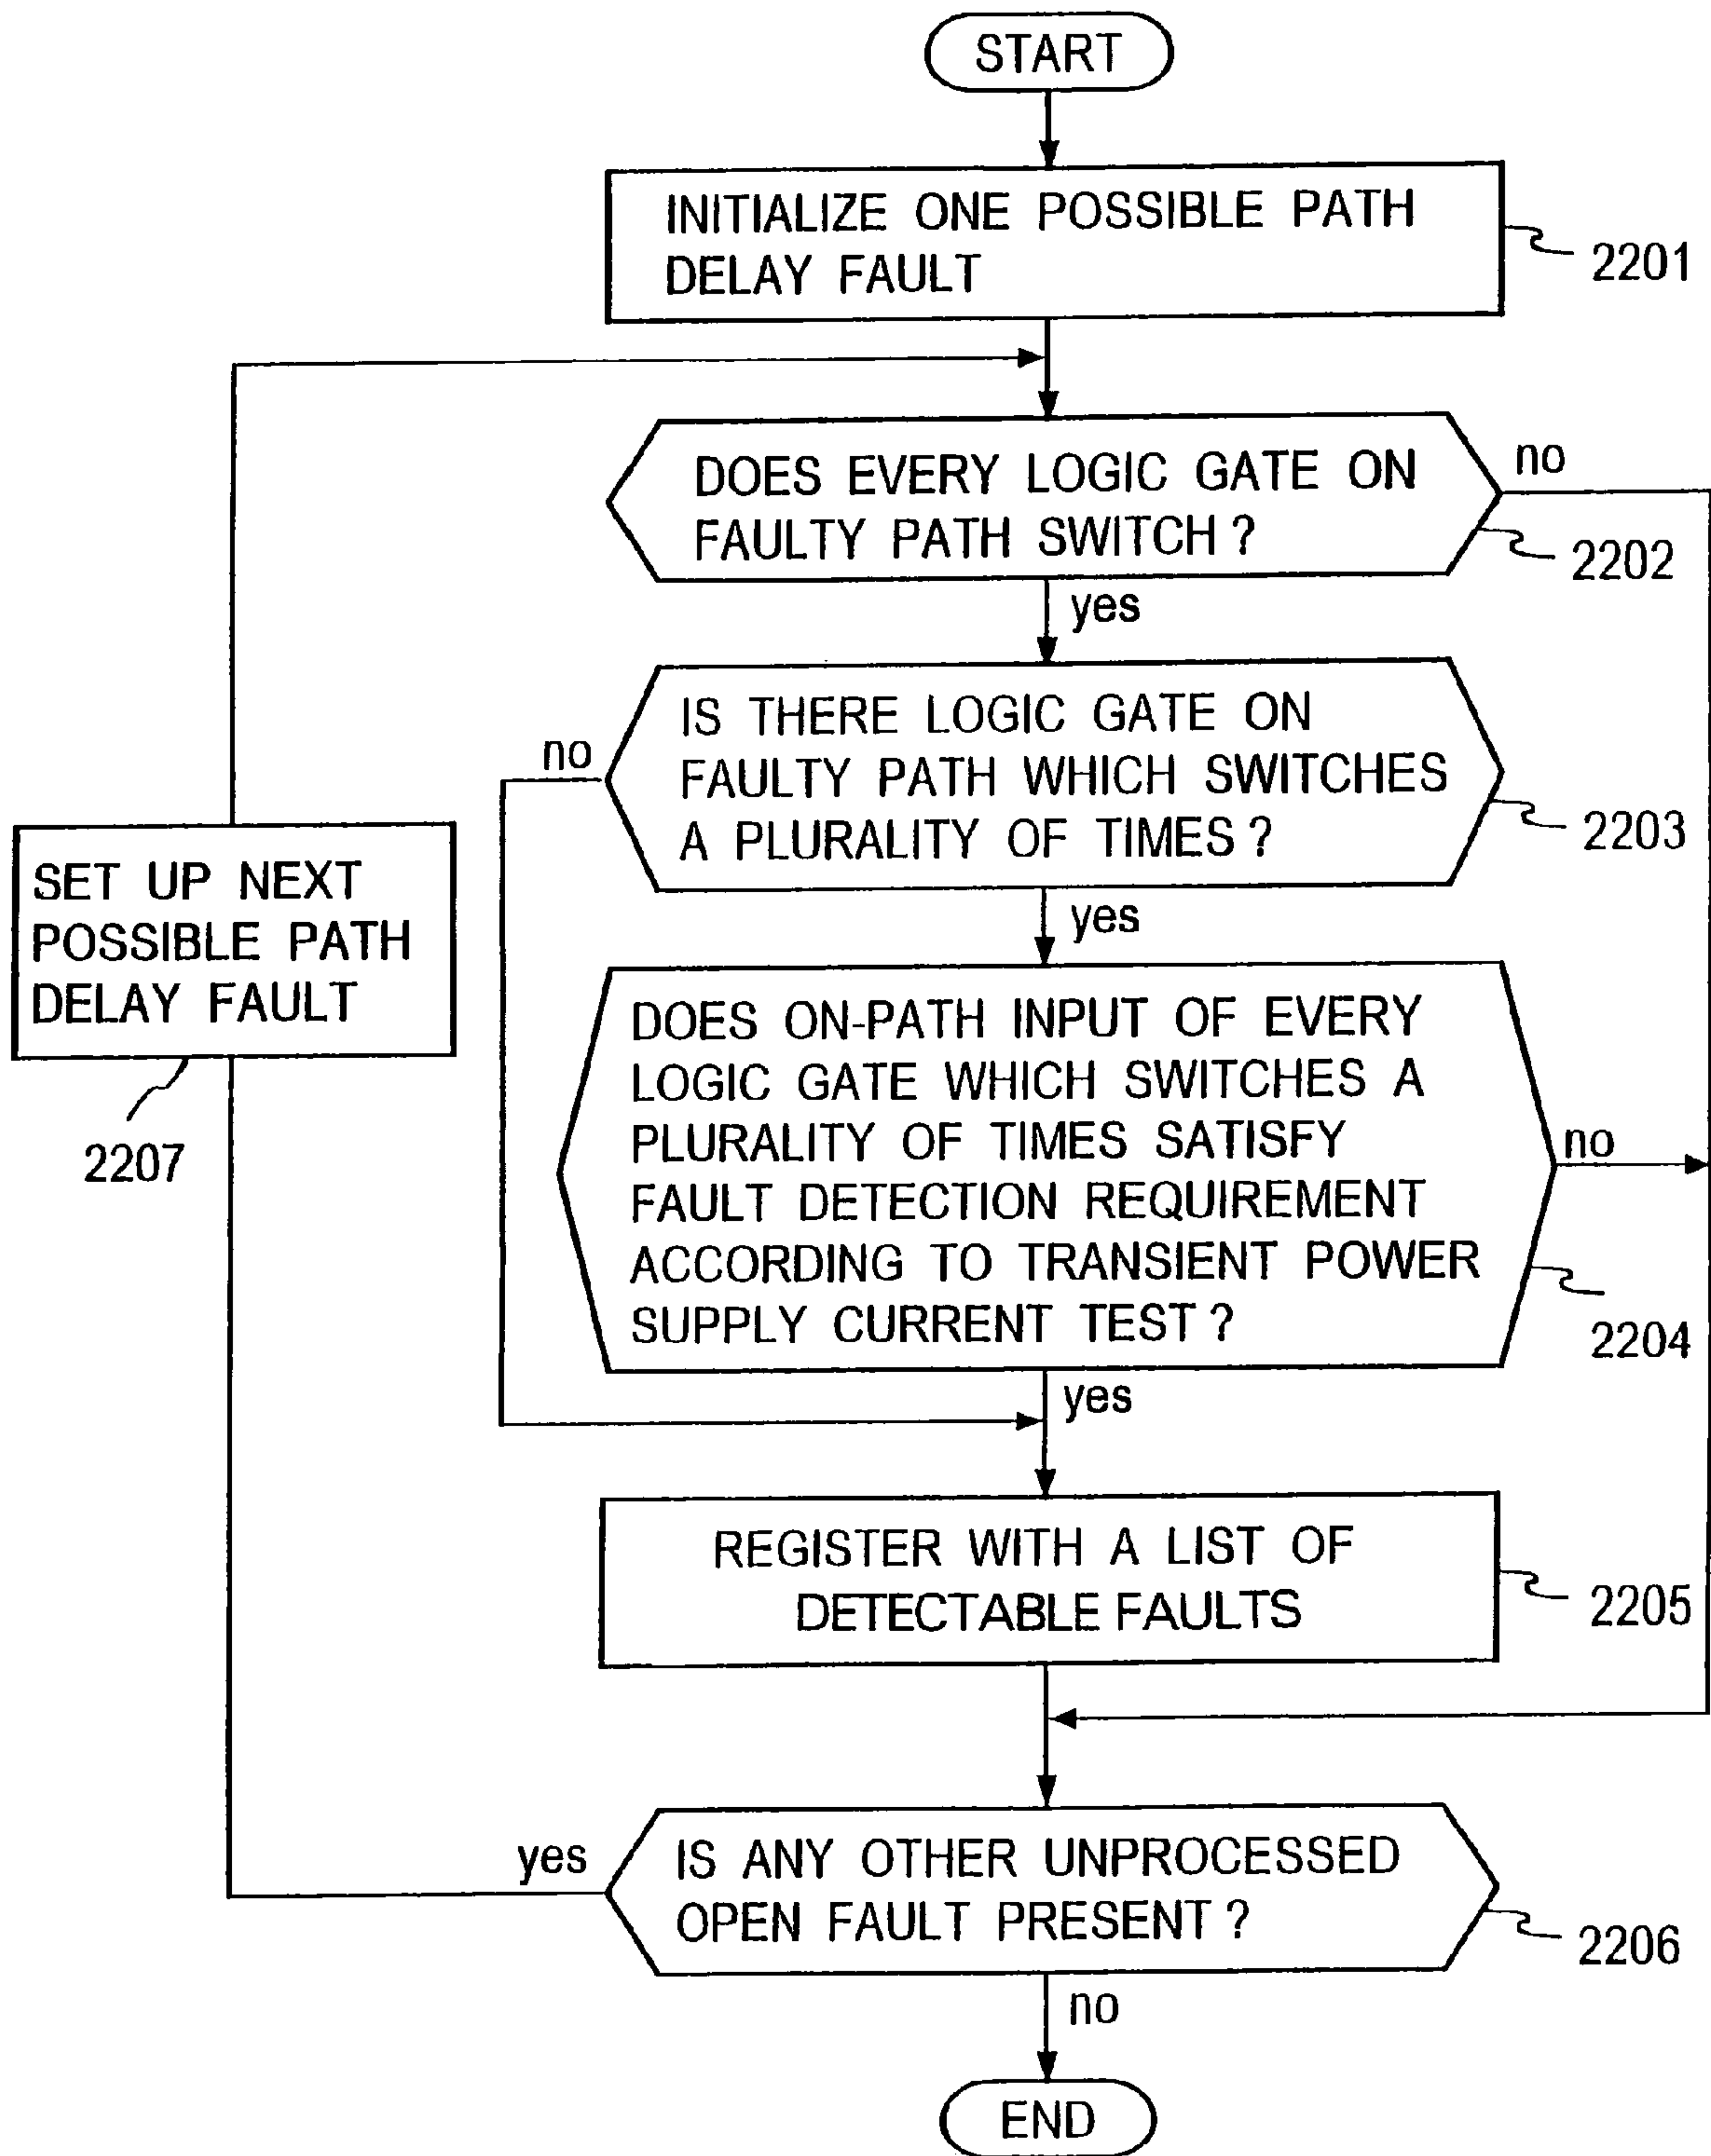 START
INITIALIZE ONE POSSIBLE PATH
DELAY FAULT
2201
DOES EVERY LOGIC GATE ON
FAULTY PATH SWITCH?
no
2202
yes
IS THERE LOGIC GATE ON
FAULTY PATH WHICH SWITCHES
A PLURALITY OF TIMES?
no
2203
yes
SET UP NEXT
POSSIBLE PATH
DELAY FAULT
2207
DOES ON-PATH INPUT OF EVERY
LOGIC GATE WHICH SWITCHES A
PLURALITY OF TIMES SATISFY
FAULT DETECTION REQUIREMENT
ACCORDING TO TRANSIENT POWER
SUPPLY CURRENT TEST?
no
2204
yes
REGISTER WITH A LIST OF
DETECTABLE FAULTS
2205
yes
IS ANY OTHER UNPROCESSED
OPEN FAULT PRESENT?
2206
no
END